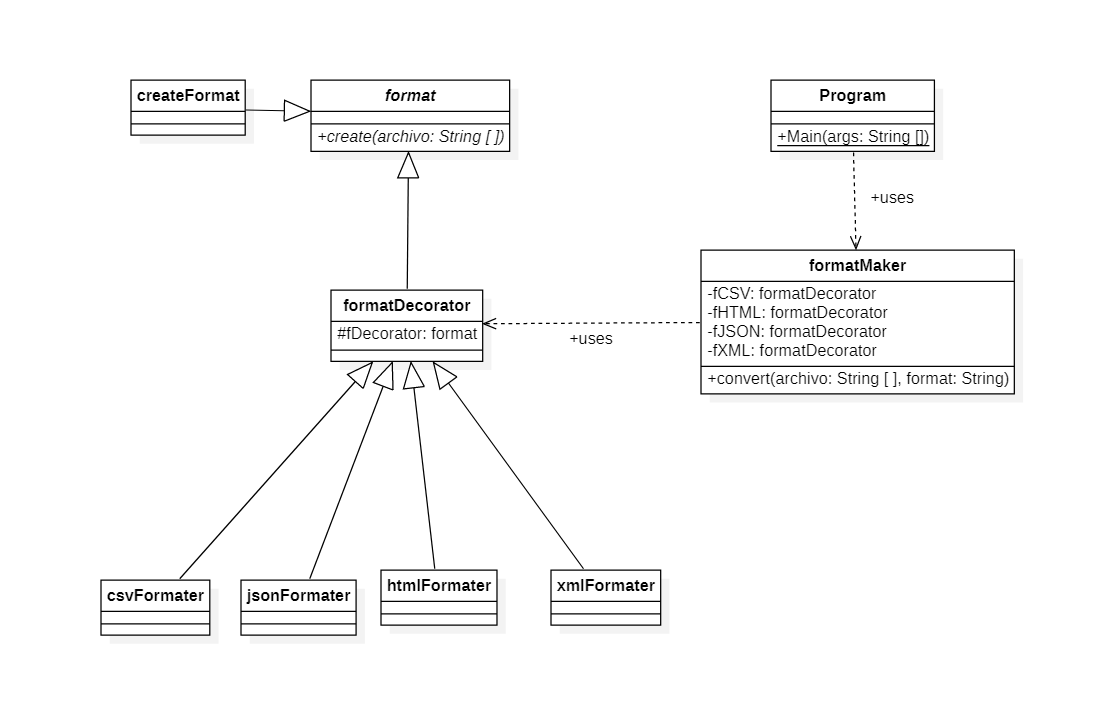 createFormat
format
+create(archivo: String [ ])
Program
+Main(args: String [])
+uses
formatMaker
-fCSV: formatDecorator
-fHTML: formatDecorator
-fJSON: formatDecorator
-fXML: formatDecorator
+convert(archivo: String [ ], format: String)
formatDecorator
#fDecorator: format
+uses
csvFormater
jsonFormater
htmlFormater
xmlFormater